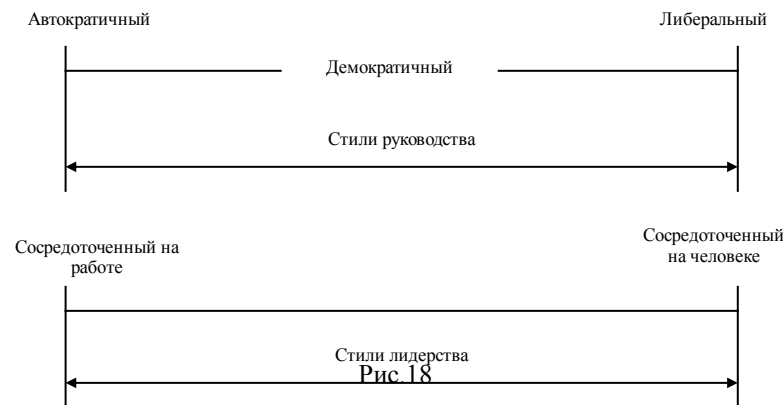 Автократичный
Либеральный
Демократичный
Стили руководства
Сосредоточенный на
работе
Сосредоточенный
на человеке
Стили лидерства
Рис.18